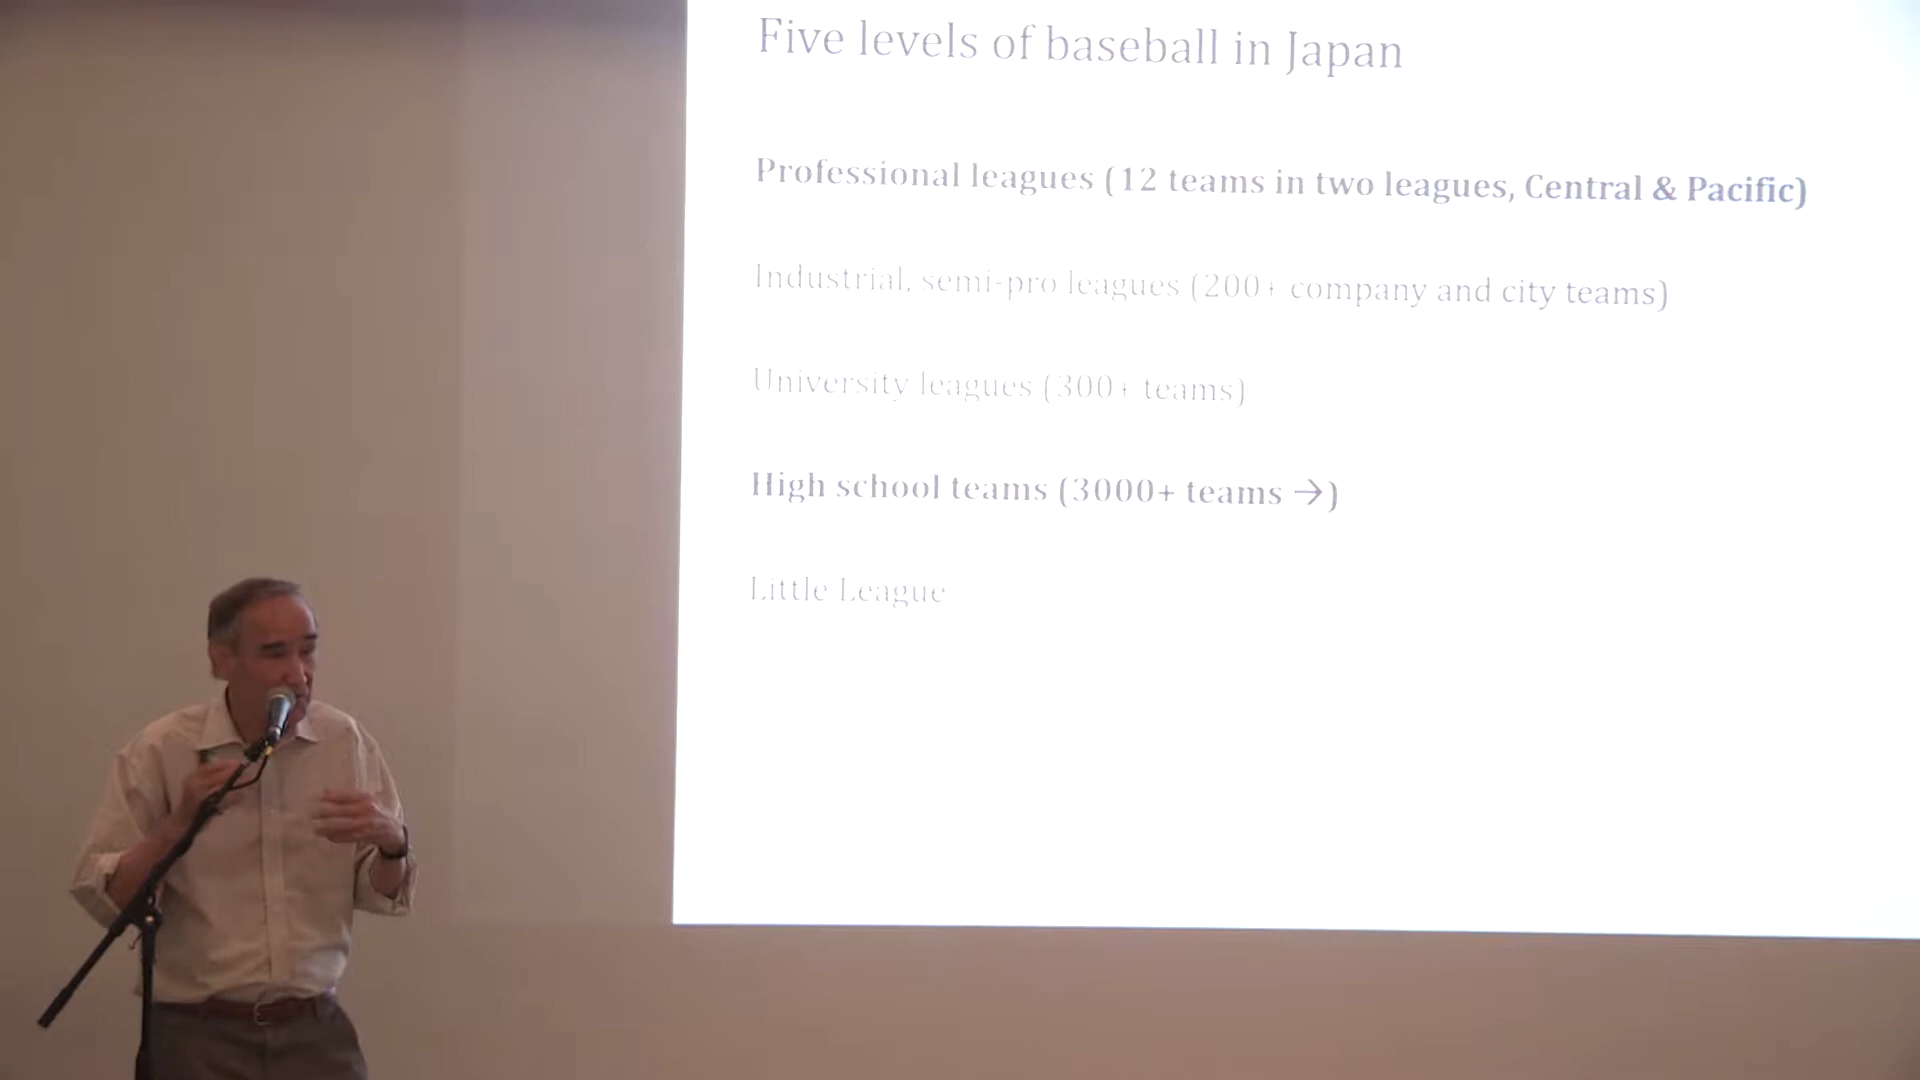 Five levels of baseball in Japan
Professional leagues (12 teams in two leagues, Central & Pacific)
Industrial, semi-pro leagues (200+ company and city teams)
University leagues (300+ teams)
High school teams (3000+ teams →)
Little League